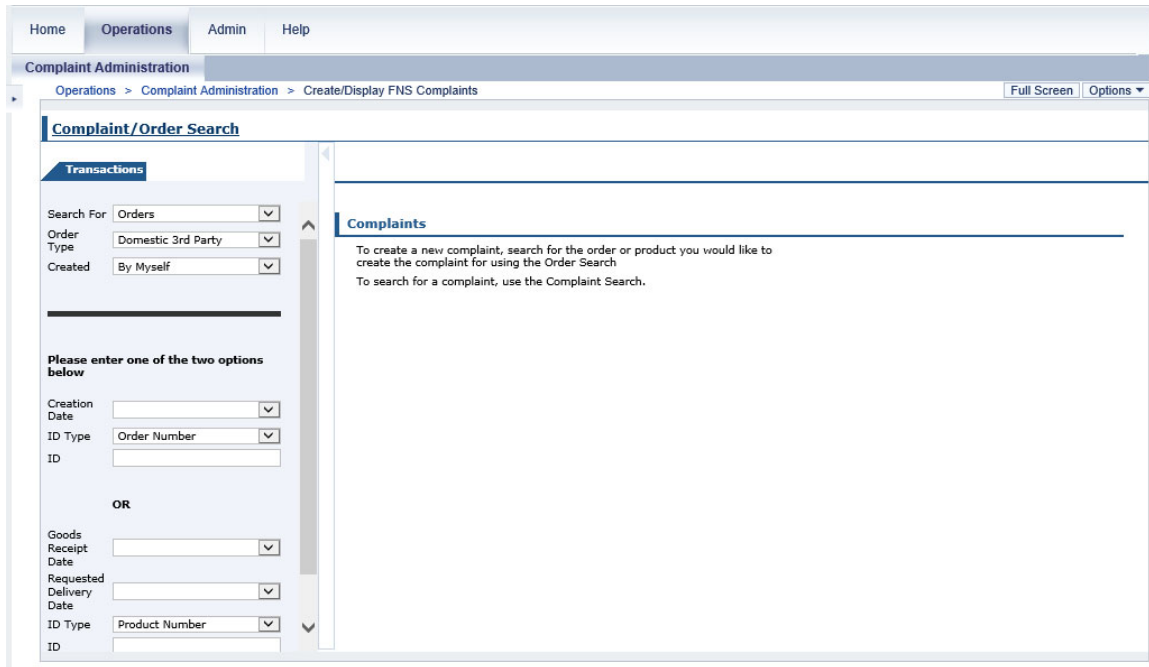 Home Operations Admin Help
Complaint Administration
Operations > Complaint Administration > Create/Display FNS Complaints Full Screen Options
Complaint/Order Search
Transactions
Search For Orders
Order
Type Domestic 3rd Party
Created By Myself
Please enter one of the two options
below
Creation
Date
ID Type Order Number
ID
OR
Goods
Receipt
Date
Requested
Delivery
Date
ID Type Product Number
ID
Complaints
To create a new complaint, search for the order or product you would like to
create the complaint for using the Order Search
To search for a complaint, use the Complaint Search.